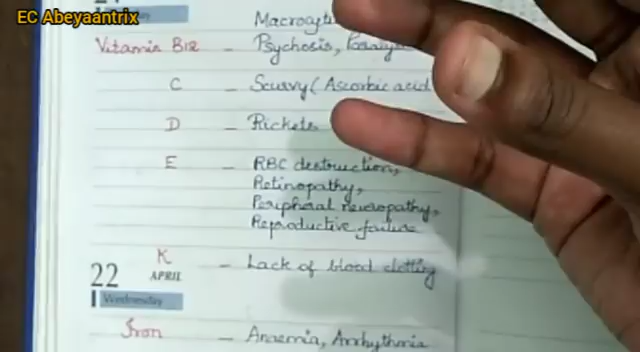 EC Abeyaantrix
Vitamin B12 - Psychosis,
C - Scurvy (Ascorbic acid
D - Rickets
E - RBC destruction,
Retinopathy,
Peripheral neuropathy,
Reproductive failure
K - Lack of blood clotting
22
APRIL
Wednesday
Iron - Anaemia, Arrhythmia